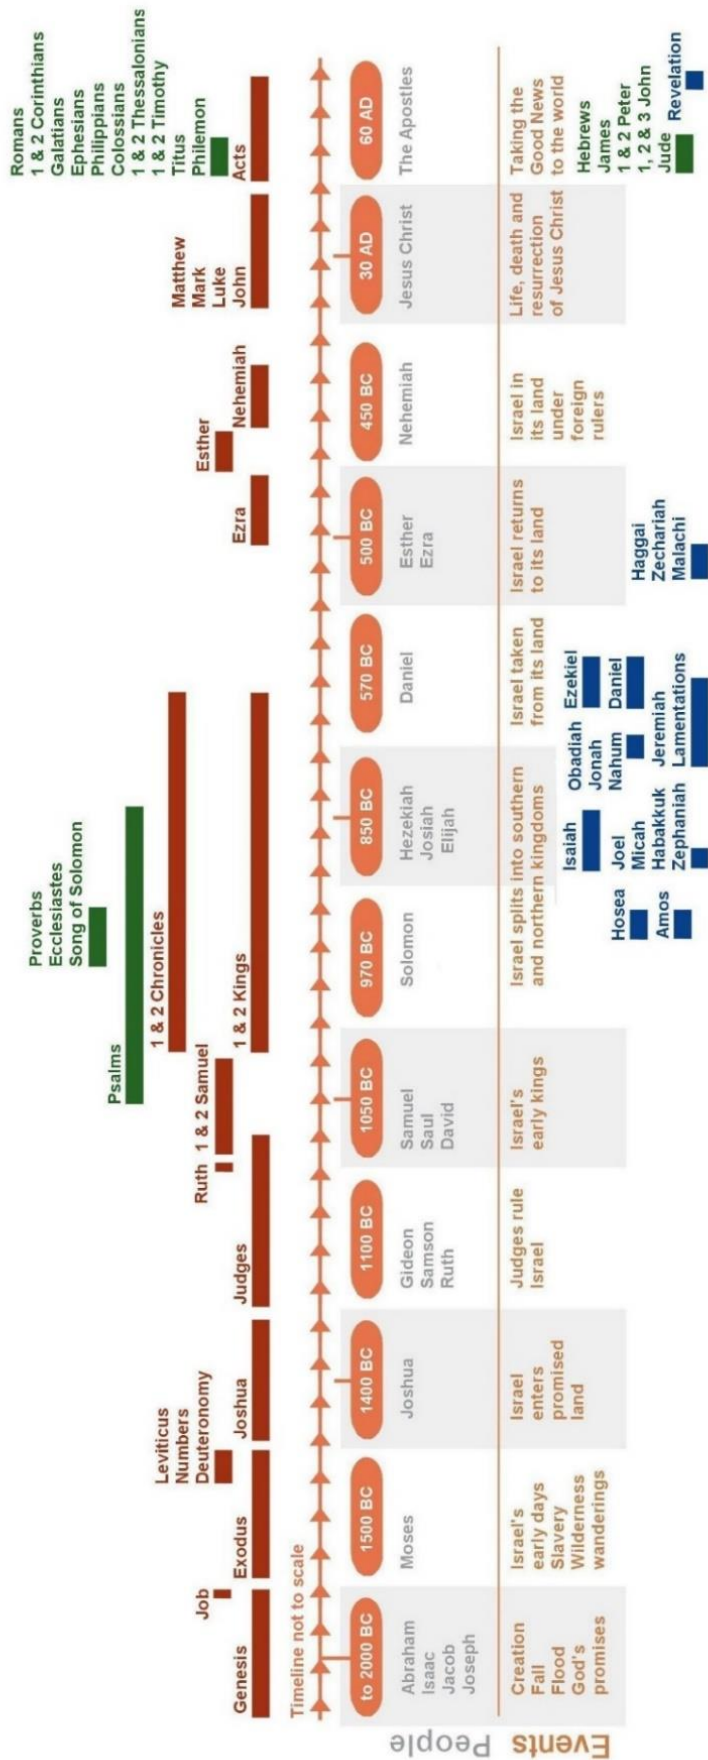 Romans
1 & 2 Corinthians
Galatians
Ephesians
Philippians
Colossians
1 & 2 Thessalonians
1 & 2 Timothy
Titus
Philemon
Proverbs
Ecclesiastes
Song of Solomon
Psalms
Leviticus
Numbers
Deuteronomy
1 & 2 Chronicles
Matthew
Mark
Luke
John
Job
Ruth
1 & 2 Samuel
Esther
Genesis
Exodus
Joshua
Judges
1 & 2 Kings
Ezra
Nehemiah
Acts
Timeline not to scale
to 2000 BC
1500 BC
1400 BC
1100 BC
1050 BC
970 BC
850 BC
570 BC
500 BC
450 BC
30 AD
60 AD
People
Abraham
Isaac
Jacob
Joseph
Moses
Joshua
Gideon
Samson
Ruth
Samuel
Saul
David
Solomon
Hezekiah
Josiah
Elijah
Daniel
Esther
Ezra
Nehemiah
Jesus Christ
The Apostles
Events
Creation
Fall
Flood
God's
promises
Israel's
early days
Slavery
Wilderness
wanderings
Israel
enters
promised
land
Judges rule
Israel
Israel's
early kings
Israel splits into southern
and northern kingdoms
Israel taken
from its land
Israel returns
to its land
Israel in
its land
under
foreign
rulers
Life, death and
resurrection
of Jesus Christ
Taking the
Good News
to the world
Hosea
Amos
Isaiah
Joel
Micah
Habakkuk
Zephaniah
Obadiah
Jonah
Nahum
Jeremiah
Lamentations
Ezekiel
Daniel
Haggai
Zechariah
Malachi
Hebrews
James
1 & 2 Peter
1, 2 & 3 John
Jude
Revelation